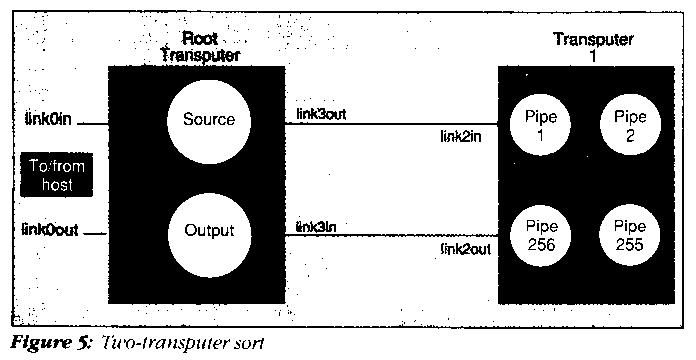 Root
Transputer
Transputer
1
link0in
Source
link3out
link2in
Pipe
1
Pipe
2
To/from
host
link0out
Output
link3in
link2out
Pipe
256
Pipe
255
Figure 5: Two-transputer sort